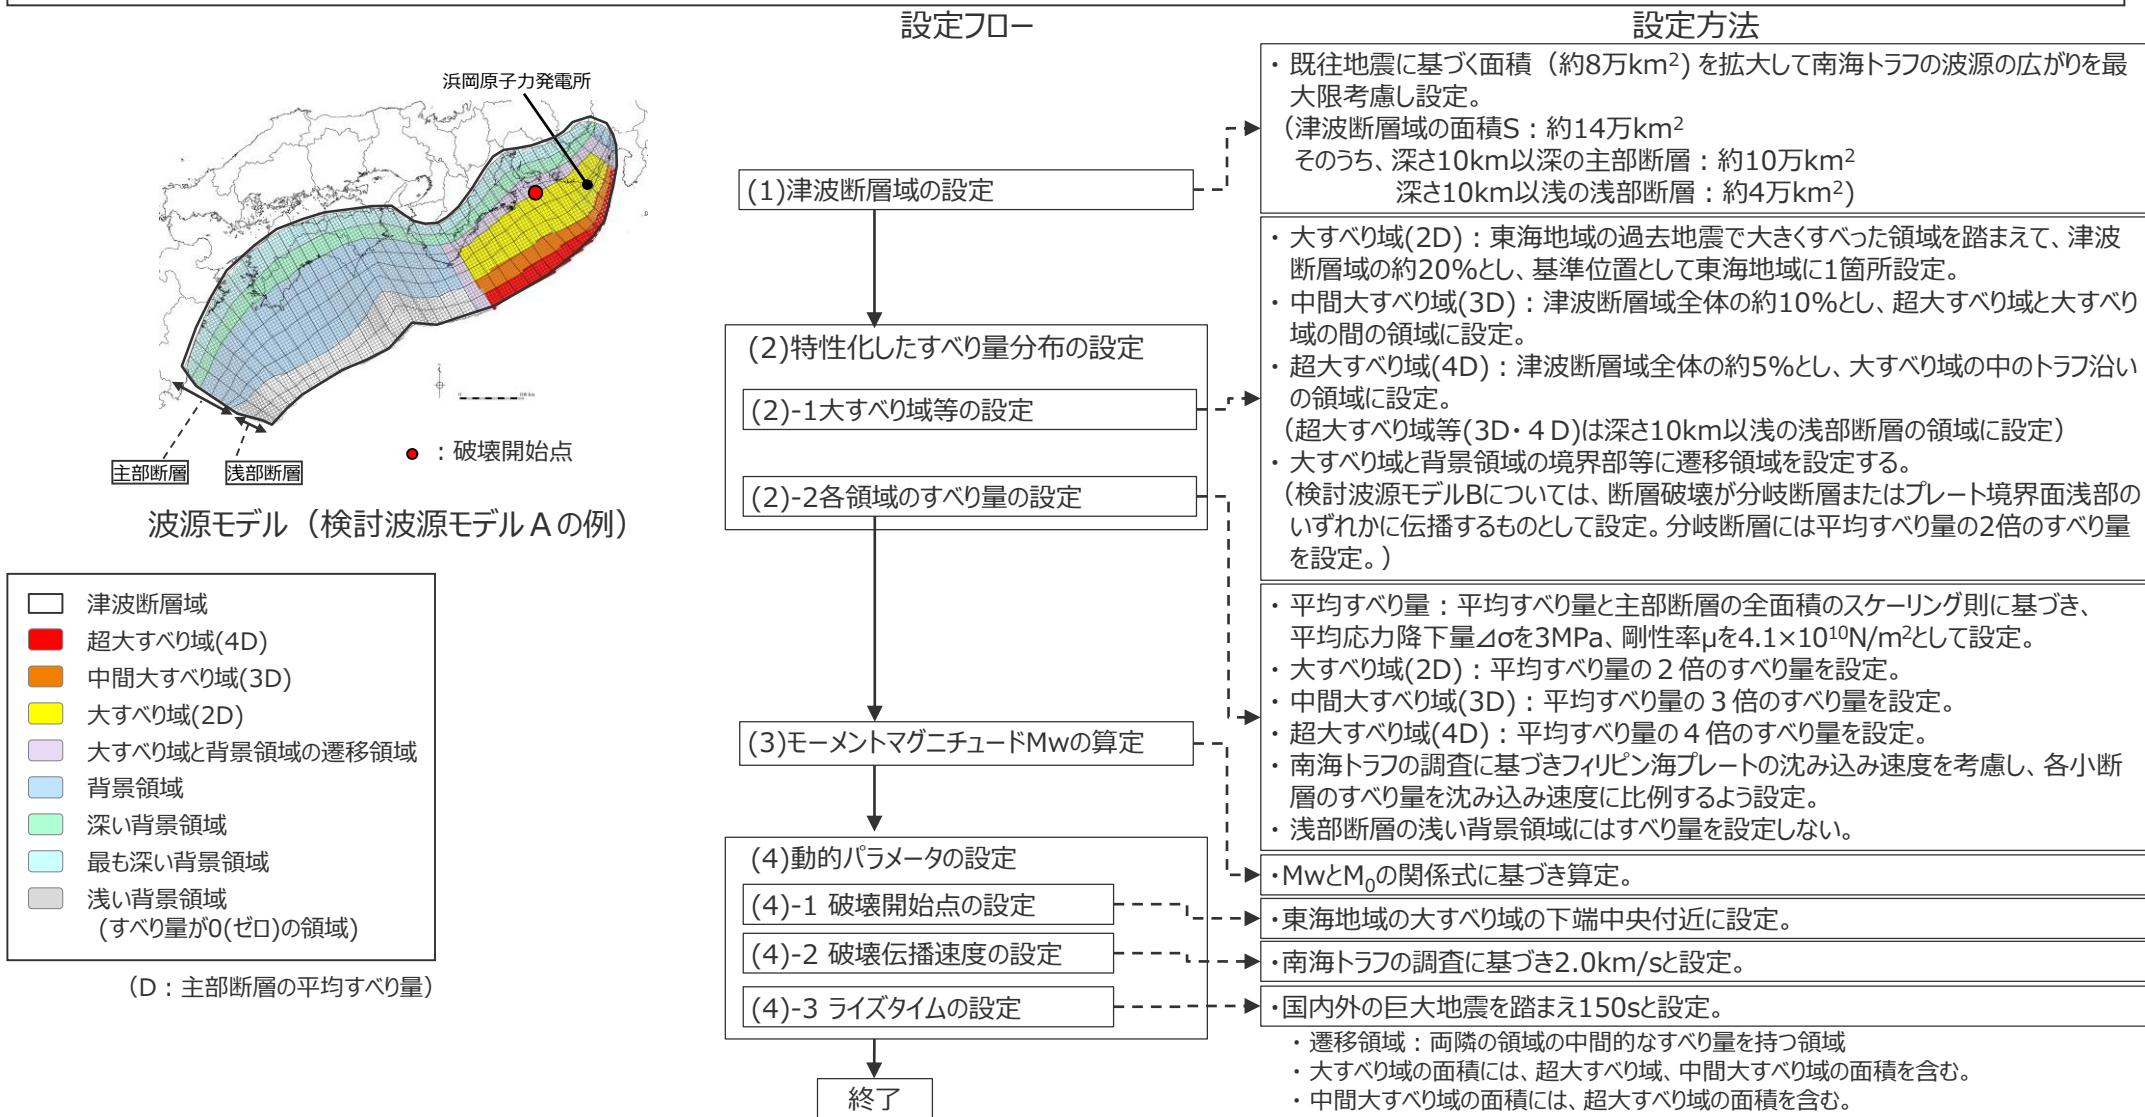 設定フロー
設定方法
浜岡原子力発電所
主部断層
浅部断層
：破壊開始点
波源モデル（検討波源モデルＡの例）
津波断層域
超大すべり域(4D)
中間大すべり域(3D)
大すべり域(2D)
大すべり域と背景領域の遷移領域
背景領域
深い背景領域
最も深い背景領域
浅い背景領域
(すべり量が0(ゼロ)の領域)
（D：主部断層の平均すべり量）
(1)津波断層域の設定
(2)特性化したすべり量分布の設定
(2)-1大すべり域等の設定
(2)-2各領域のすべり量の設定
(3)モーメントマグニチュードMwの算定
(4)動的パラメータの設定
(4)-1 破壊開始点の設定
(4)-2 破壊伝播速度の設定
(4)-3 ライズタイムの設定
終了
・既往地震に基づく面積（約8万km²）を拡大して南海トラフの波源の広がりを最
大限考慮し設定。
（津波断層域の面積S：約14万km²
そのうち、深さ10km以深の主部断層：約10万km²
深さ10km以浅の浅部断層：約4万km²）
・大すべり域(2D)：東海地域の過去地震で大きくすべった領域を踏まえて、津波
断層域の約20%とし、基準位置として東海地域に1箇所設定。
・中間大すべり域(3D)：津波断層域全体の約10%とし、超大すべり域と大すべり
域の間の領域に設定。
・超大すべり域(4D)：津波断層域全体の約5%とし、大すべり域の中のトラフ沿い
の領域に設定。
（超大すべり域等(3D・４Ｄ)は深さ10km以浅の浅部断層の領域に設定）
・大すべり域と背景領域の境界部等に遷移領域を設定する。
（検討波源モデルBについては、断層破壊が分岐断層またはプレート境界面浅部の
いずれかに伝播するものとして設定。分岐断層には平均すべり量の2倍のすべり量
を設定。）
・平均すべり量：平均すべり量と主部断層の全面積のスケーリング則に基づき、
平均応力降下量⊿σを3MPa、剛性率μを4.1×10¹⁰N/m²として設定。
・大すべり域(2D)：平均すべり量の２倍のすべり量を設定。
・中間大すべり域(3D)：平均すべり量の３倍のすべり量を設定。
・超大すべり域(4D)：平均すべり量の４倍のすべり量を設定。
・南海トラフの調査に基づきフィリピン海プレートの沈み込み速度を考慮し、各小断
層のすべり量を沈み込み速度に比例するよう設定。
・浅部断層の浅い背景領域にはすべり量を設定しない。
・MwとM₀の関係式に基づき算定。
・東海地域の大すべり域の下端中央付近に設定。
・南海トラフの調査に基づき2.0km/sと設定。
・国内外の巨大地震を踏まえ150sと設定。
・遷移領域：両隣の領域の中間的なすべり量を持つ領域
・大すべり域の面積には、超大すべり域、中間大すべり域の面積を含む。
・中間大すべり域の面積には、超大すべり域の面積を含む。